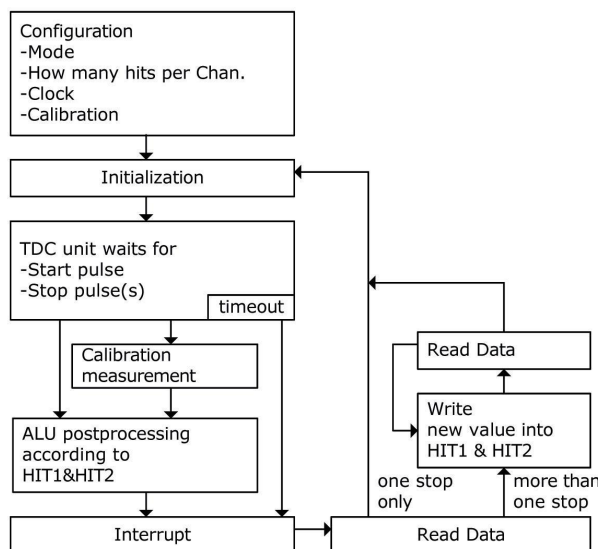 Configuration
-Mode
-How many hits per Chan.
-Clock
-Calibration
Initialization
TDC unit waits for
-Start pulse
-Stop pulse(s)
timeout
Calibration
measurement
ALU postprocessing
according to
HIT1&HIT2
Interrupt
Read Data
Write
new value into
HIT1 & HIT2
one stop
only
more than
one stop
Read Data